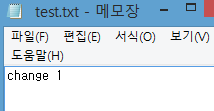 test.txt - 메모장
파일(F) 편집(E) 서식(O) 보기(V)
도움말(H)
change 1